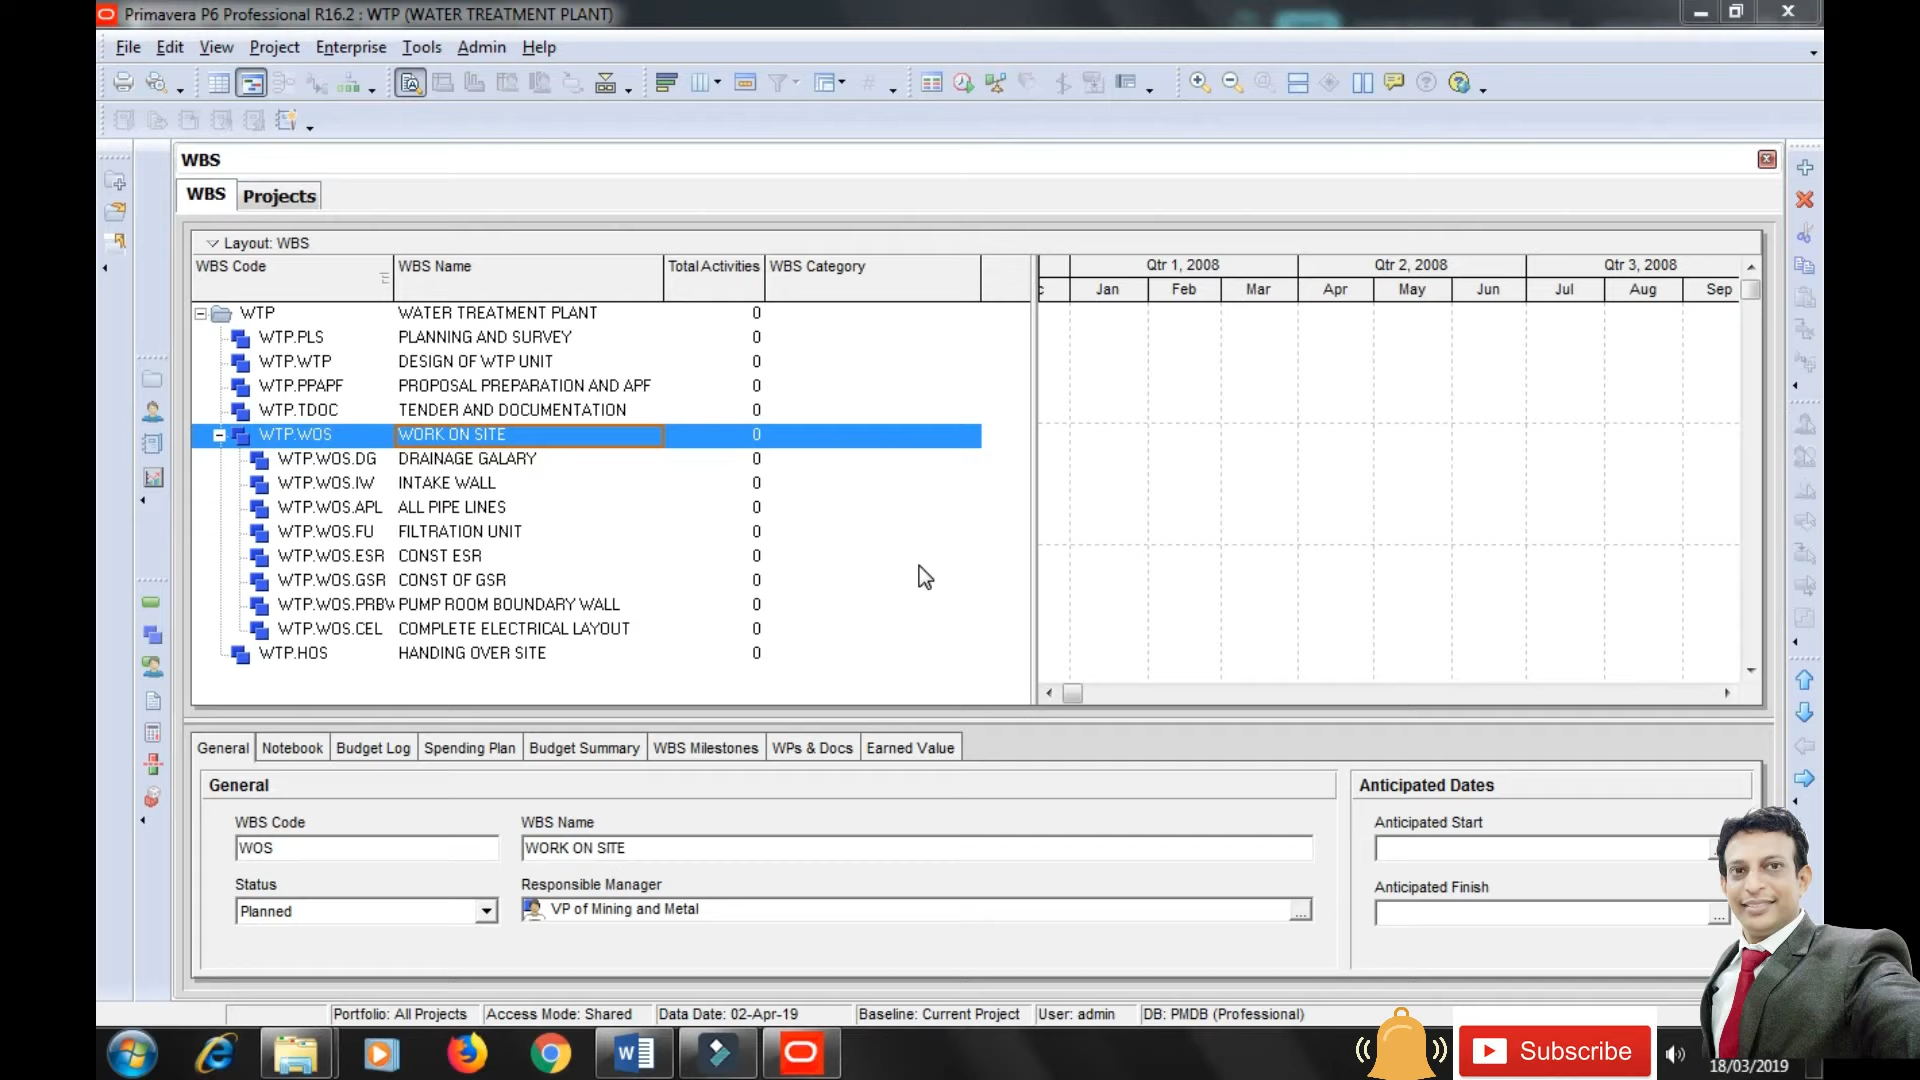 Primavera P6 Professional R16.2 : WTP (WATER TREATMENT PLANT)
File Edit View Project Enterprise Tools Admin Help
WBS
WBS Projects
Layout: WBS
WBS Code WBS Name Total Activities WBS Category Qtr 1, 2008 Qtr 2, 2008 Qtr 3, 2008
c Jan Feb Mar Apr May Jun Jul Aug Sep
WTP WATER TREATMENT PLANT 0
WTP.PLS PLANNING AND SURVEY 0
WTP.WTP DESIGN OF WTP UNIT 0
WTP.PPAPF PROPOSAL PREPARATION AND APF 0
WTP.TDOC TENDER AND DOCUMENTATION 0
WTP.WOS WORK ON SITE 0
WTP.WOS.DG DRAINAGE GALARY 0
WTP.WOS.IW INTAKE WALL 0
WTP.WOS.APL ALL PIPE LINES 0
WTP.WOS.FU FILTRATION UNIT 0
WTP.WOS.ESR CONST ESR 0
WTP.WOS.GSR CONST OF GSR 0
WTP.WOS.PRBV PUMP ROOM BOUNDARY WALL 0
WTP.WOS.CEL COMPLETE ELECTRICAL LAYOUT 0
WTP.HOS HANDING OVER SITE 0
General Notebook Budget Log Spending Plan Budget Summary WBS Milestones WPs & Docs Earned Value
General Anticipated Dates
WBS Code WBS Name Anticipated Start
WOS WORK ON SITE
Status Responsible Manager Anticipated Finish
Planned VP of Mining and Metal
Portfolio: All Projects Access Mode: Shared Data Date: 02-Apr-19 Baseline: Current Project User: admin DB: PMDB (Professional)
Subscribe
18/03/2019